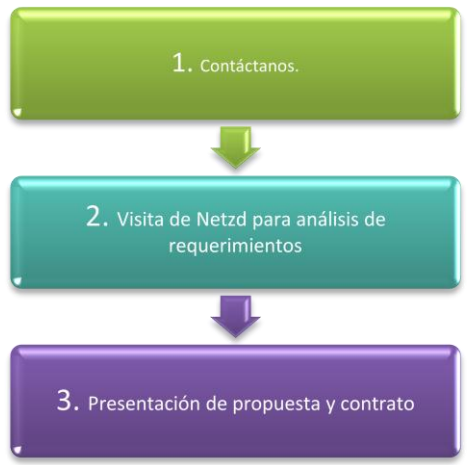 1. Contáctanos.
2. Visita de Netzd para análisis de
requerimientos
3. Presentación de propuesta y contrato